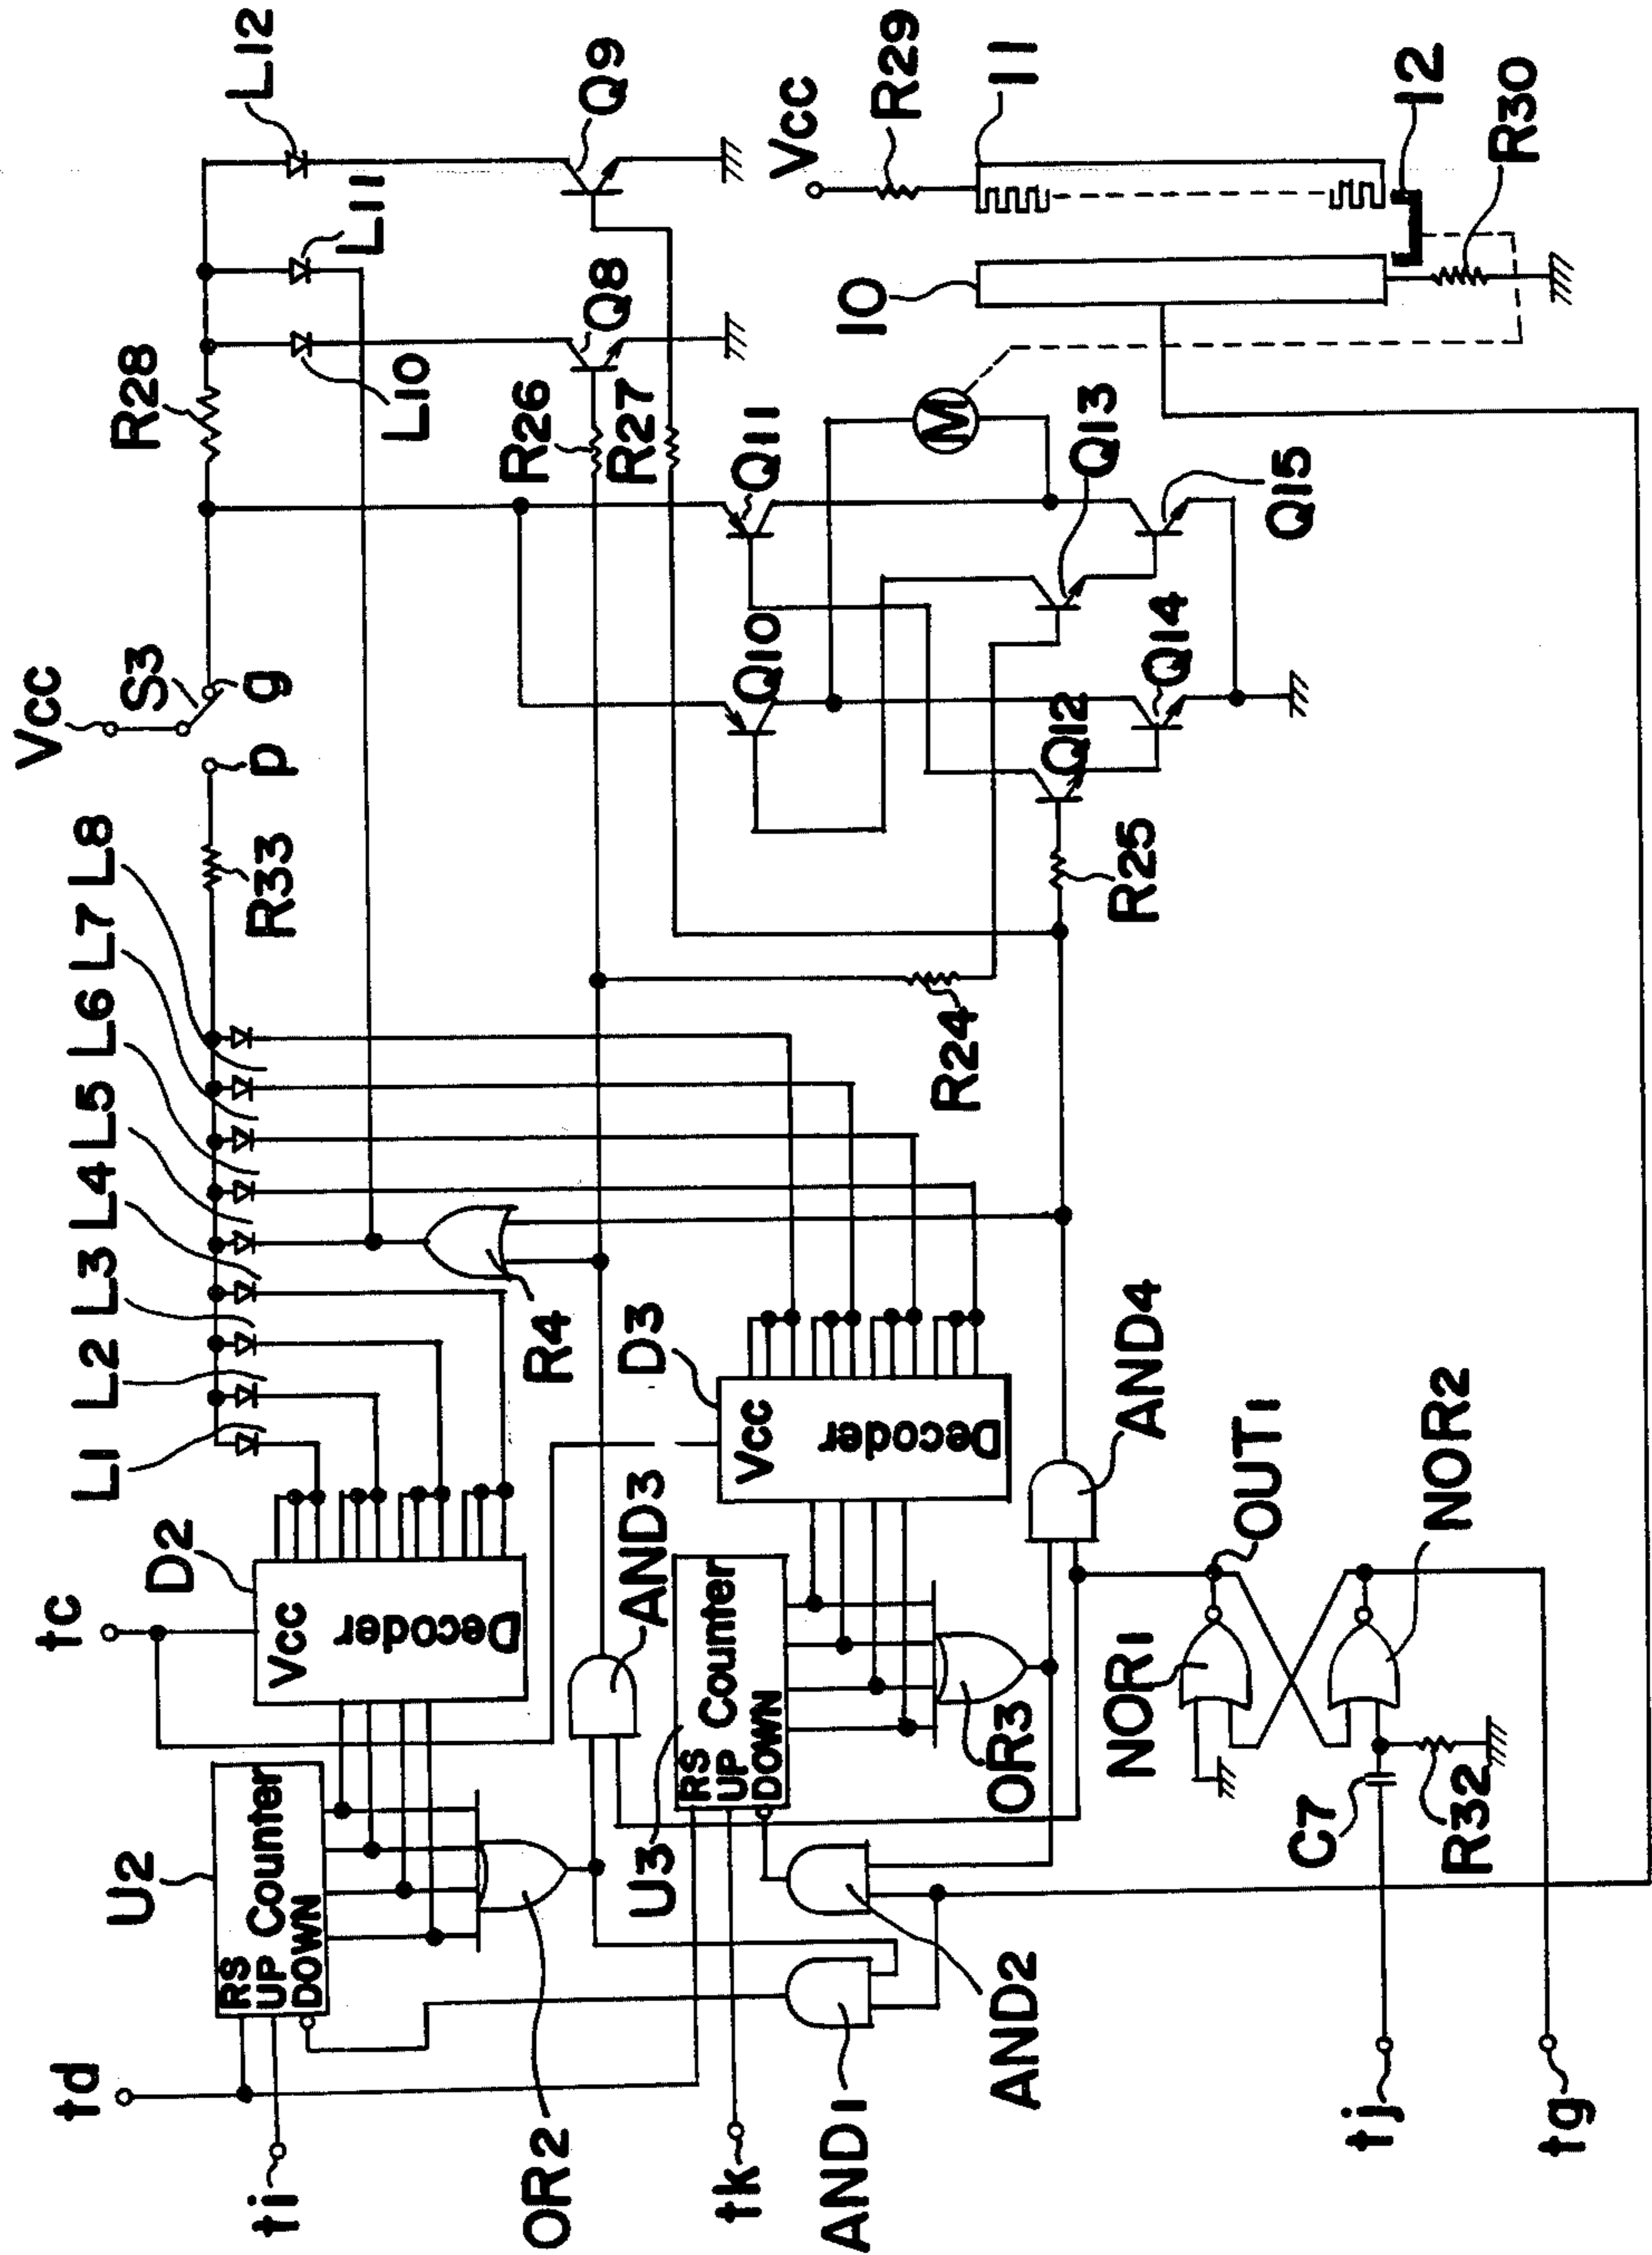 L12
Q9
Vcc
R29
11
12
R30
L11
Q8
10
R28
L10
R26
R27
Q11
M
Q13
Q15
Vcc
S3
g
p
Q10
Q12
Q14
R33
R25
R24
L8
L7
L6
L5
L4
L3
L2
L1
R4
D3
Vcc
Decoder
AND4
tc
D2
Vcc
Decoder
AND3
OUT1
NOR2
NOR1
U2
RS
UP
DOWN
Counter
U3
RS
UP
DOWN
Counter
OR3
C7
R32
td
ti
OR2
tk
AND1
AND2
tj
tg